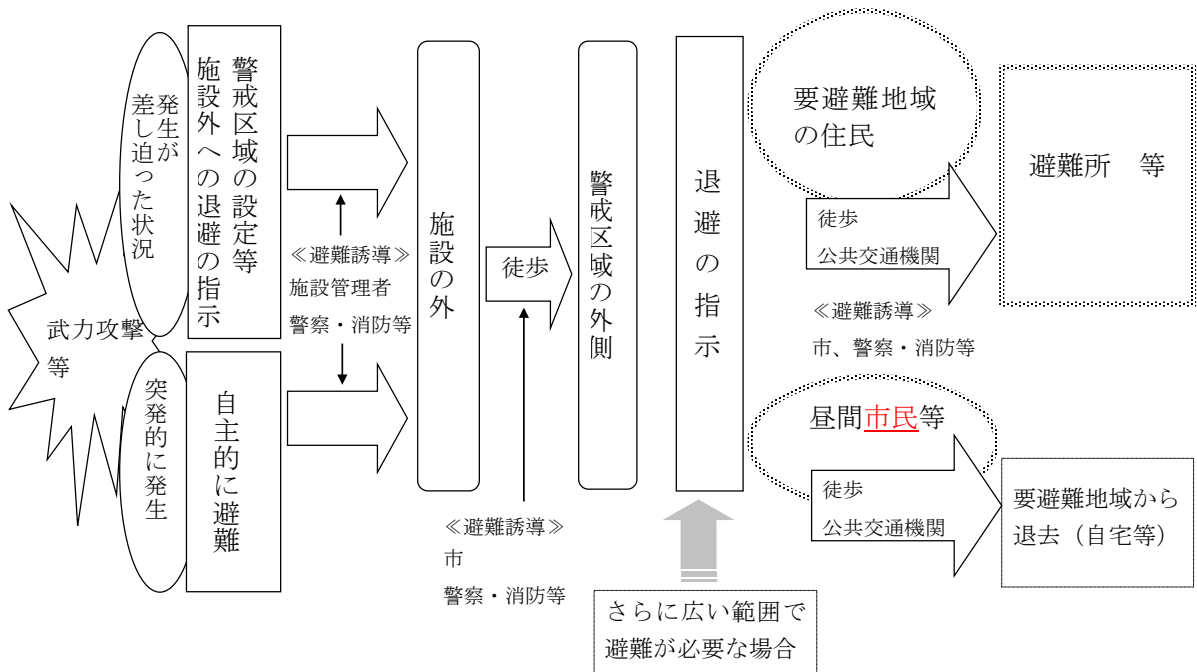 武力攻撃
等
発生が
差し迫った状況
警戒区域の設定等
施設外への退避の指示
突発的に発生
自主的に避難
≪避難誘導≫
施設管理者
警察・消防等
施設の外
徒歩
≪避難誘導≫
市
警察・消防等
警戒区域の外側
退避の指示
さらに広い範囲で
避難が必要な場合
要避難地域
の住民
徒歩
公共交通機関
≪避難誘導≫
市、警察・消防等
避難所 等
昼間市民等
徒歩
公共交通機関
要避難地域から
退去（自宅等）